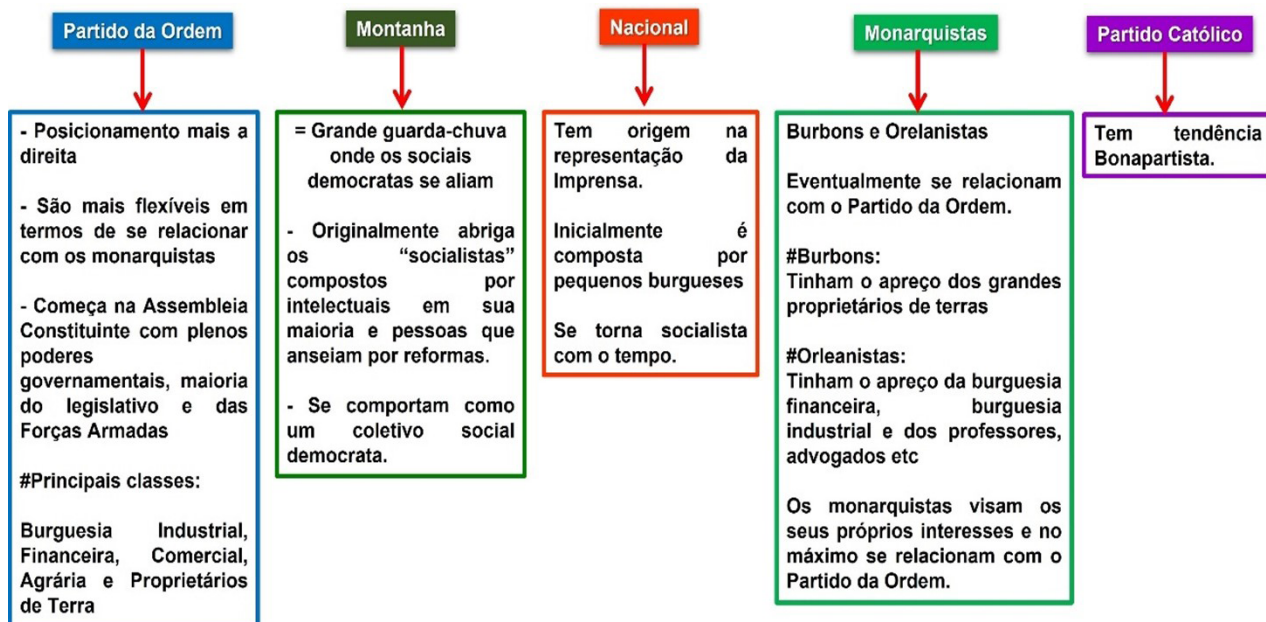 Partido da Ordem
- Posicionamento mais a
direita
- São mais flexíveis em
termos de se relacionar
com os monarquistas
- Começa na Assembleia
Constituinte com plenos
poderes
governamentais, maioria
do legislativo e das
Forças Armadas
#Principais classes:
Burguesia Industrial,
Financeira, Comercial,
Agrária e Proprietários
de Terra
Montanha
= Grande guarda-chuva
onde os sociais
democratas se aliam
- Originalmente abriga
os “socialistas”
compostos por
intelectuais em sua
maioria e pessoas que
anseiam por reformas.
- Se comportam como
um coletivo social
democrata.
Nacional
Tem origem na
representação da
Imprensa.
Inicialmente é
composta por
pequenos burgueses
Se torna socialista
com o tempo.
Monarquistas
Burbons e Orelanistas
Eventualmente se relacionam
com o Partido da Ordem.
#Burbons:
Tinham o apreço dos grandes
proprietários de terras
#Orleanistas:
Tinham o apreço da burguesia
financeira, burguesia
industrial e dos professores,
advogados etc
Os monarquistas visam os
seus próprios interesses e no
máximo se relacionam com o
Partido da Ordem.
Partido Católico
Tem tendência
Bonapartista.